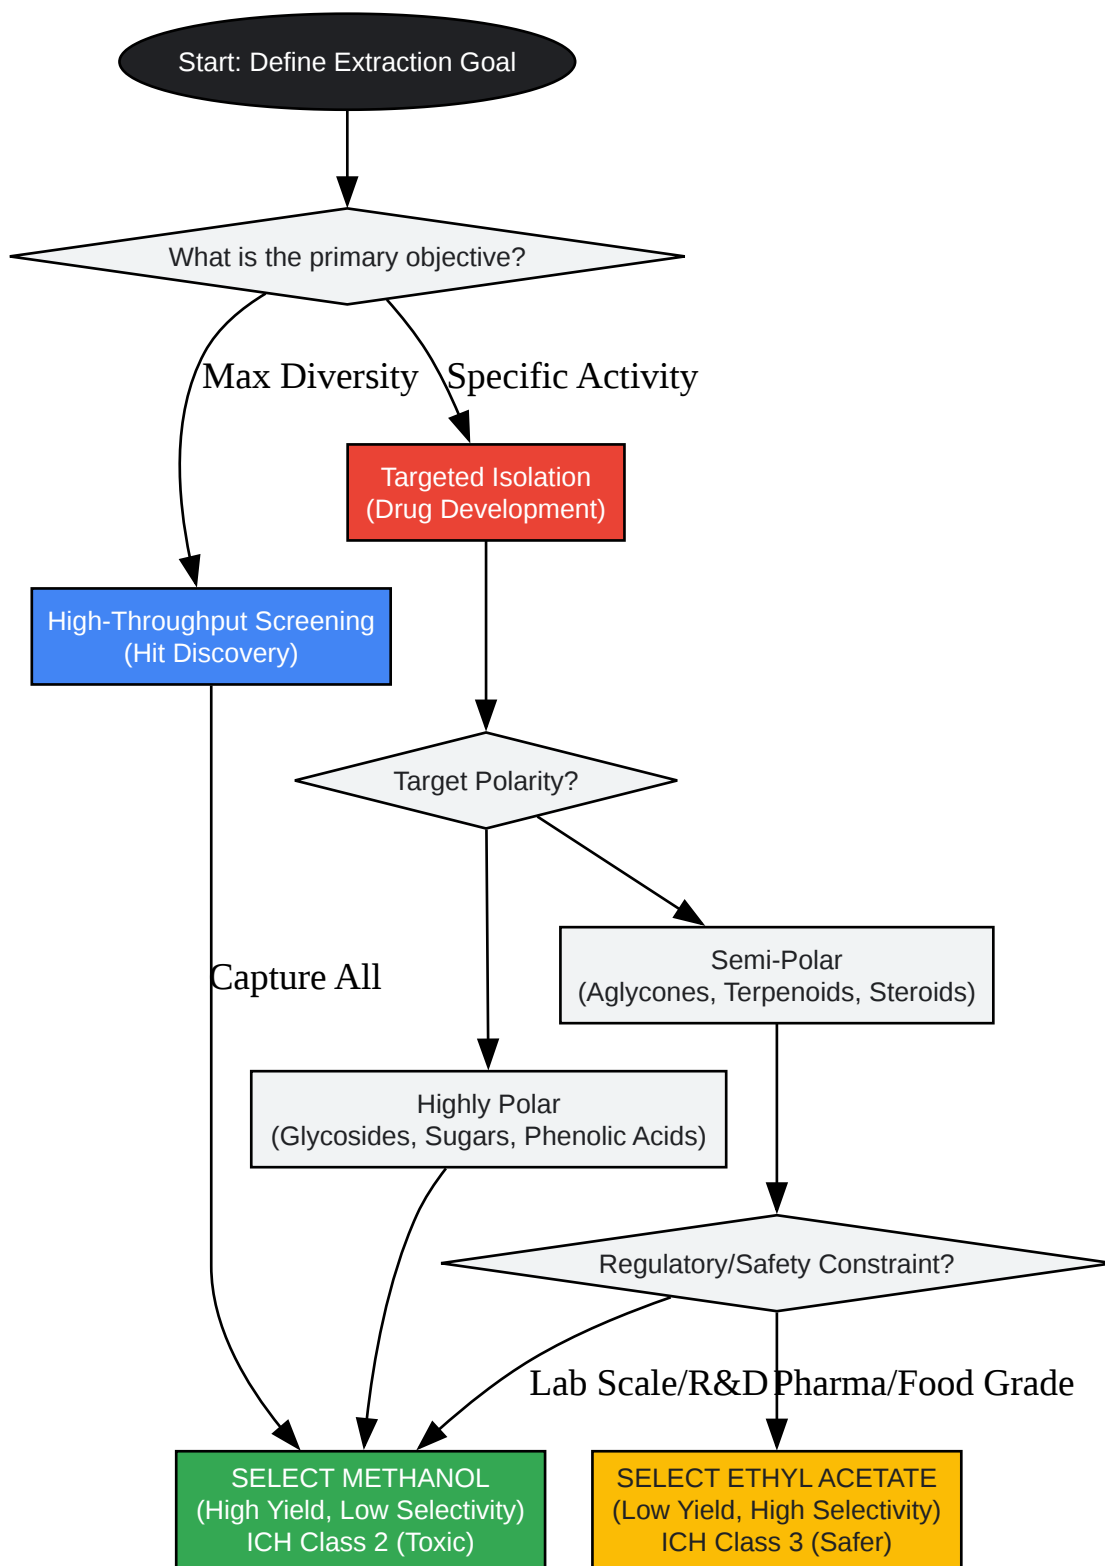 Start: Define Extraction Goal
What is the primary objective?
Max Diversity
Specific Activity
Targeted Isolation
(Drug Development)
High-Throughput Screening
(Hit Discovery)
Target Polarity?
Capture All
Semi-Polar
(Aglycones, Terpenoids, Steroids)
Highly Polar
(Glycosides, Sugars, Phenolic Acids)
Regulatory/Safety Constraint?
Lab Scale/R&D
Pharma/Food Grade
SELECT METHANOL
(High Yield, Low Selectivity)
ICH Class 2 (Toxic)
SELECT ETHYL ACETATE
(Low Yield, High Selectivity)
ICH Class 3 (Safer)